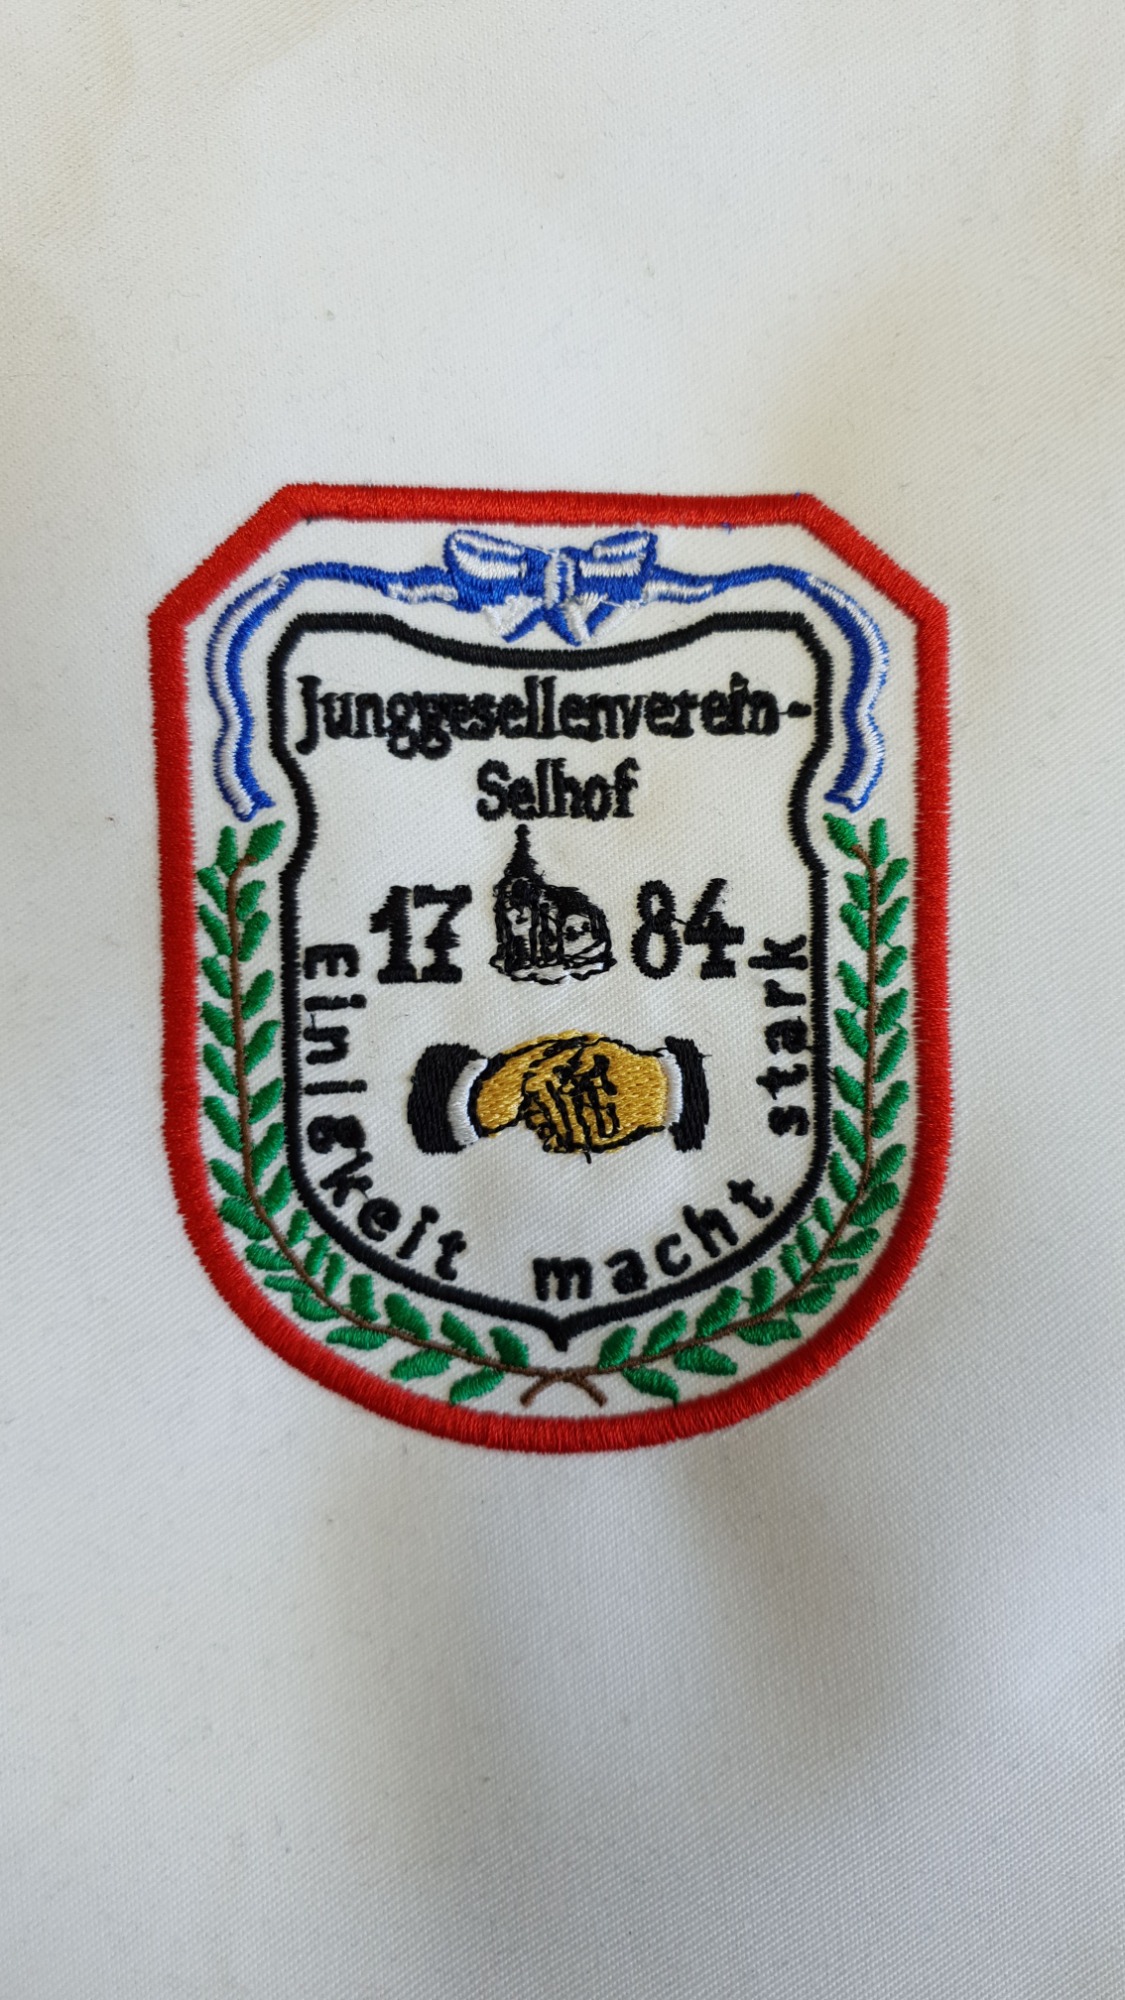 Junggesellenverein-
Selhof
17 84
Einigkeit macht stark